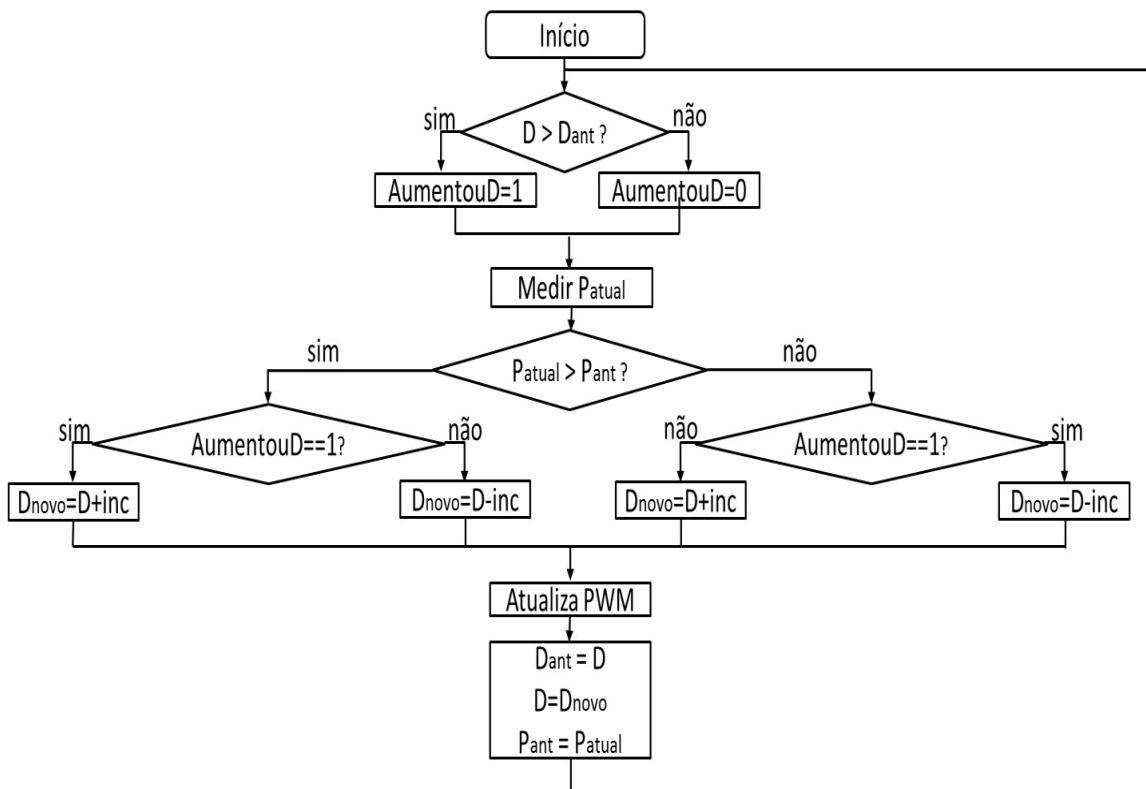 Início
sim
não
D > Dant ?
AumentouD=1
AumentouD=0
Medir Patual
sim
não
Patual > Pant ?
sim
AumentouD==1?
não
não
AumentouD==1?
sim
Dnovo=D+inc
Dnovo=D-inc
Dnovo=D+inc
Dnovo=D-inc
Atualiza PWM
Dant = D
D=Dnovo
Pant = Patual